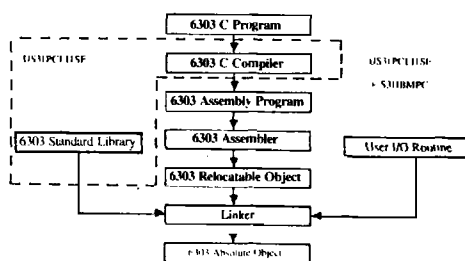 6303 C Program
6303 C Compiler
6303 Assembly Program
6303 Assembler
6303 Standard Library
User I/O Routine
6303 Relocatable Object
Linker
6303 Absolute Object